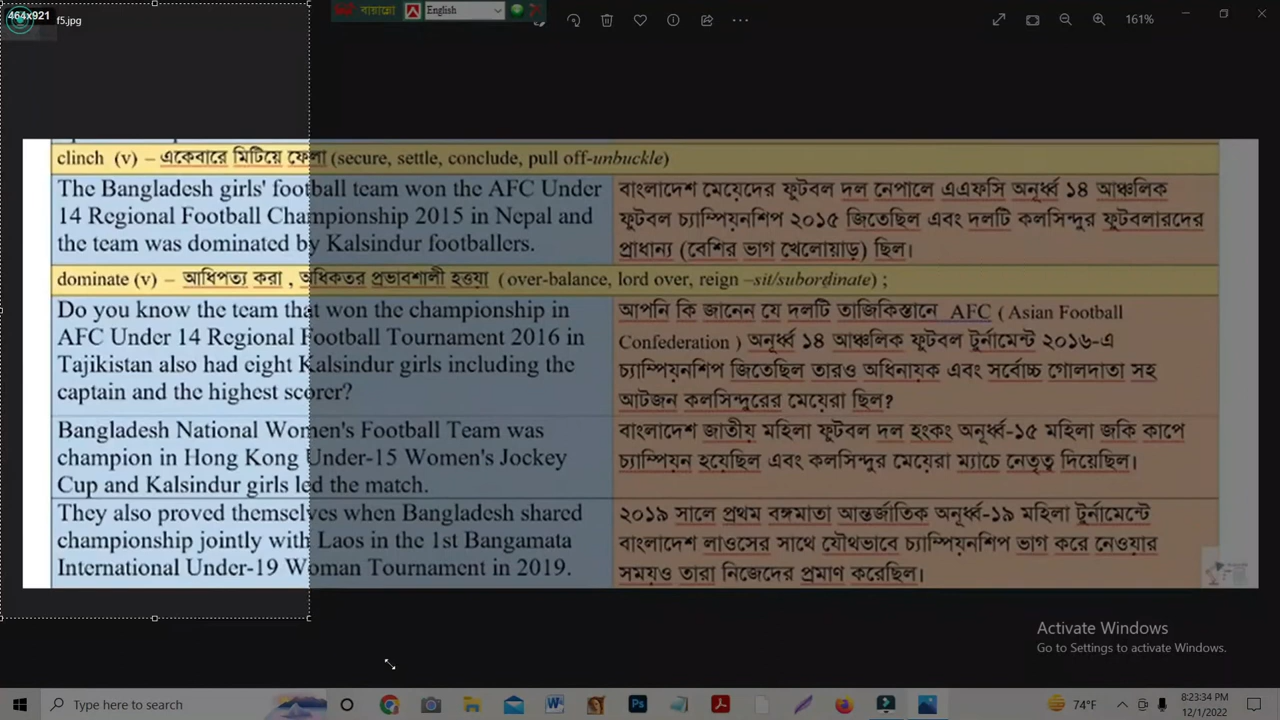 464x921
f5.jpg
বায়ান্নো
English
161%
clinch (v) – একেবারে মিটিয়ে ফেলা (secure, settle, conclude, pull off-unbuckle)
The Bangladesh girls' football team won the AFC Under
14 Regional Football Championship 2015 in Nepal and
the team was dominated by Kalsindur footballers.
বাংলাদেশ মেয়েদের ফুটবল দল নেপালে এএফসি অনূর্ধ্ব ১৪ আঞ্চলিক
ফুটবল চ্যাম্পিয়নশিপ ২০১৫ জিতেছিল এবং দলটি কলসিন্দুর ফুটবলারদের
প্রাধান্য (বেশির ভাগ খেলোয়াড়) ছিল।
dominate (v) – আধিপত্য করা , অধিকতর প্রভাবশালী হত্তয়া (over-balance, lord over, reign –sit/subordinate) ;
Do you know the team that won the championship in
AFC Under 14 Regional Football Tournament 2016 in
Tajikistan also had eight Kalsindur girls including the
captain and the highest scorer?
আপনি কি জানেন যে দলটি তাজিকিস্তানে AFC ( Asian Football
Confederation ) অনূর্ধ্ব ১৪ আঞ্চলিক ফুটবল টুর্নামেন্ট ২০১৬-এ
চ্যাম্পিয়নশিপ জিতেছিল তারও অধিনায়ক এবং সর্বোচ্চ গোলদাতা সহ
আটজন কলসিন্দুরের মেয়েরা ছিল?
Bangladesh National Women's Football Team was
champion in Hong Kong Under-15 Women's Jockey
Cup and Kalsindur girls led the match.
বাংলাদেশ জাতীয় মহিলা ফুটবল দল হংকং অনূর্ধ্ব-১৫ মহিলা জকি কাপে
চ্যাম্পিয়ন হয়েছিল এবং কলসিন্দুর মেয়েরা ম্যাচে নেতৃত্ব দিয়েছিল।
They also proved themselves when Bangladesh shared
championship jointly with Laos in the 1st Bangamata
International Under-19 Woman Tournament in 2019.
২০১৯ সালে প্রথম বঙ্গমাতা আন্তর্জাতিক অনূর্ধ্ব-১৯ মহিলা টুর্নামেন্টে
বাংলাদেশ লাওসের সাথে যৌথভাবে চ্যাম্পিয়নশিপ ভাগ করে নেওয়ার
সময়ও তারা নিজেদের প্রমাণ করেছিল।
Activate Windows
Go to Settings to activate Windows.
Type here to search
74°F
8:23:34 PM
12/1/2022